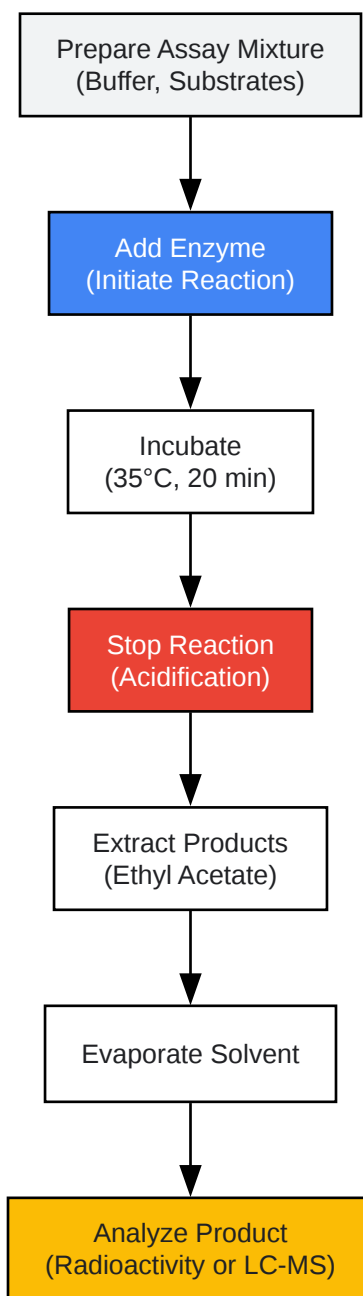 Prepare Assay Mixture
(Buffer, Substrates)
Add Enzyme
(Initiate Reaction)
Incubate
(35°C, 20 min)
Stop Reaction
(Acidification)
Extract Products
(Ethyl Acetate)
Evaporate Solvent
Analyze Product
(Radioactivity or LC-MS)